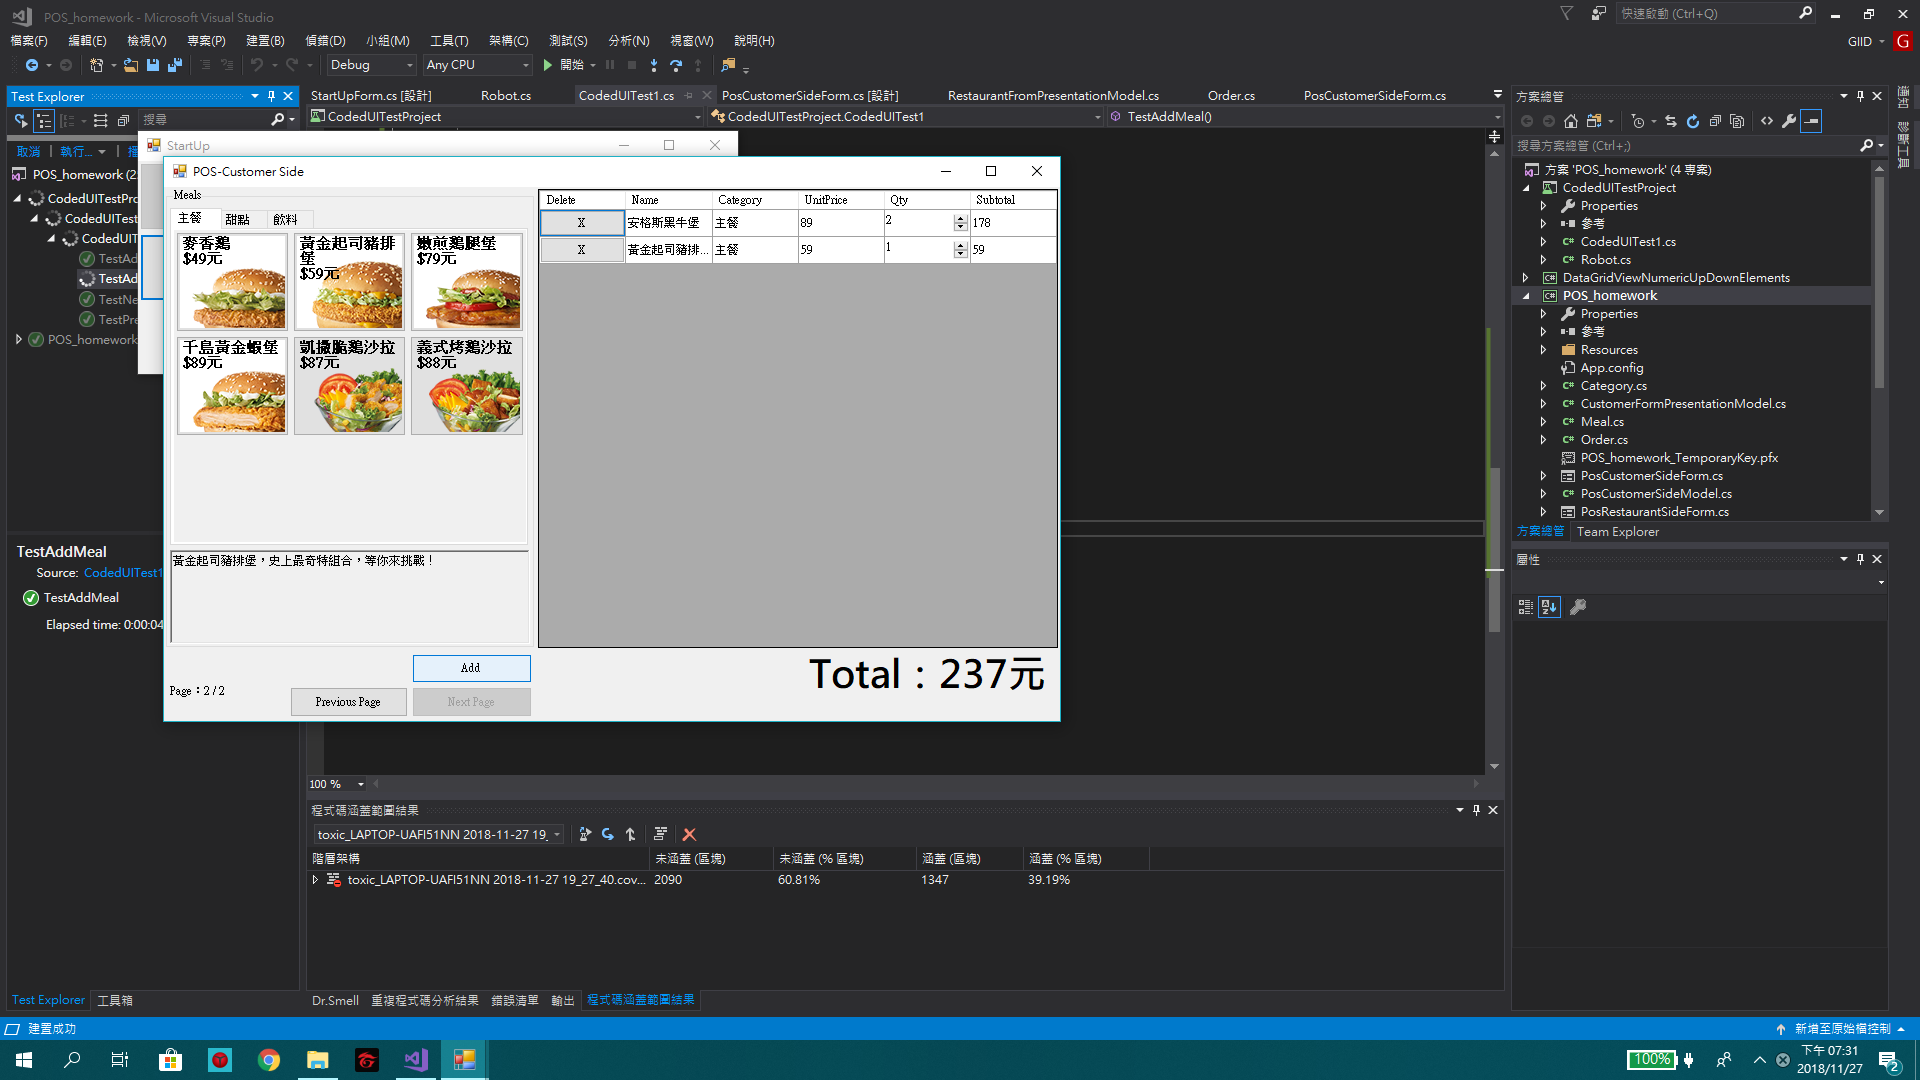 POS_homework - Microsoft Visual Studio
快速啟動 (Ctrl+Q)
檔案(F) 編輯(E) 檢視(V) 專案(P) 建置(B) 偵錯(D) 小組(M) 工具(T) 架構(C) 測試(S) 分析(N) 視窗(W) 說明(H)
GIID G
Debug Any CPU 開始
Test Explorer
搜尋
取消 | 執行...
POS_homework (2
CodedUITestPro
CodedUITest
CodedUIT
TestAd
TestAd
TestNe
TestPre
POS_homework
TestAddMeal
Source: CodedUITest1
TestAddMeal
Elapsed time: 0:00:04
StartUpForm.cs [設計] Robot.cs CodedUITest1.cs PosCustomerSideForm.cs [設計] RestaurantFromPresentationModel.cs Order.cs PosCustomerSideForm.cs
CodedUITestProject CodedUITestProject.CodedUITest1 TestAddMeal()
StartUp
POS-Customer Side
Meals
主餐 甜點 飲料
麥香鷄
$49元
黃金起司豬排堡
$59元
嫩煎鷄腿堡
$79元
千島黃金蝦堡
$89元
凱撒脆鷄沙拉
$87元
義式烤鷄沙拉
$88元
黃金起司豬排堡，史上最奇特組合，等你來挑戰！
Add
Page：2 / 2
Previous Page Next Page
Delete Name Category UnitPrice Qty Subtotal
X 安格斯黑牛堡 主餐 89 2 178
X 黃金起司豬排... 主餐 59 1 59
Total：237元
100 %
程式碼涵蓋範圍結果
toxic_LAPTOP-UAFI51NN 2018-11-27 19_
階層架構 未涵蓋 (區塊) 未涵蓋 (% 區塊) 涵蓋 (區塊) 涵蓋 (% 區塊)
toxic_LAPTOP-UAFI51NN 2018-11-27 19_27_40.cov... 2090 60.81% 1347 39.19%
Test Explorer 工具箱
Dr.Smell 重複程式碼分析結果 錯誤清單 輸出 程式碼涵蓋範圍結果
方案總管
搜尋方案總管 (Ctrl+;)
方案 'POS_homework' (4 專案)
CodedUITestProject
Properties
參考
CodedUITest1.cs
Robot.cs
DataGridViewNumericUpDownElements
POS_homework
Properties
參考
Resources
App.config
Category.cs
CustomerFormPresentationModel.cs
Meal.cs
Order.cs
POS_homework_TemporaryKey.pfx
PosCustomerSideForm.cs
PosCustomerSideModel.cs
PosRestaurantSideForm.cs
方案總管 Team Explorer
屬性
通知
診斷工具
建置成功
新增至原始檔控制
100%
下午 07:31
2018/11/27
2